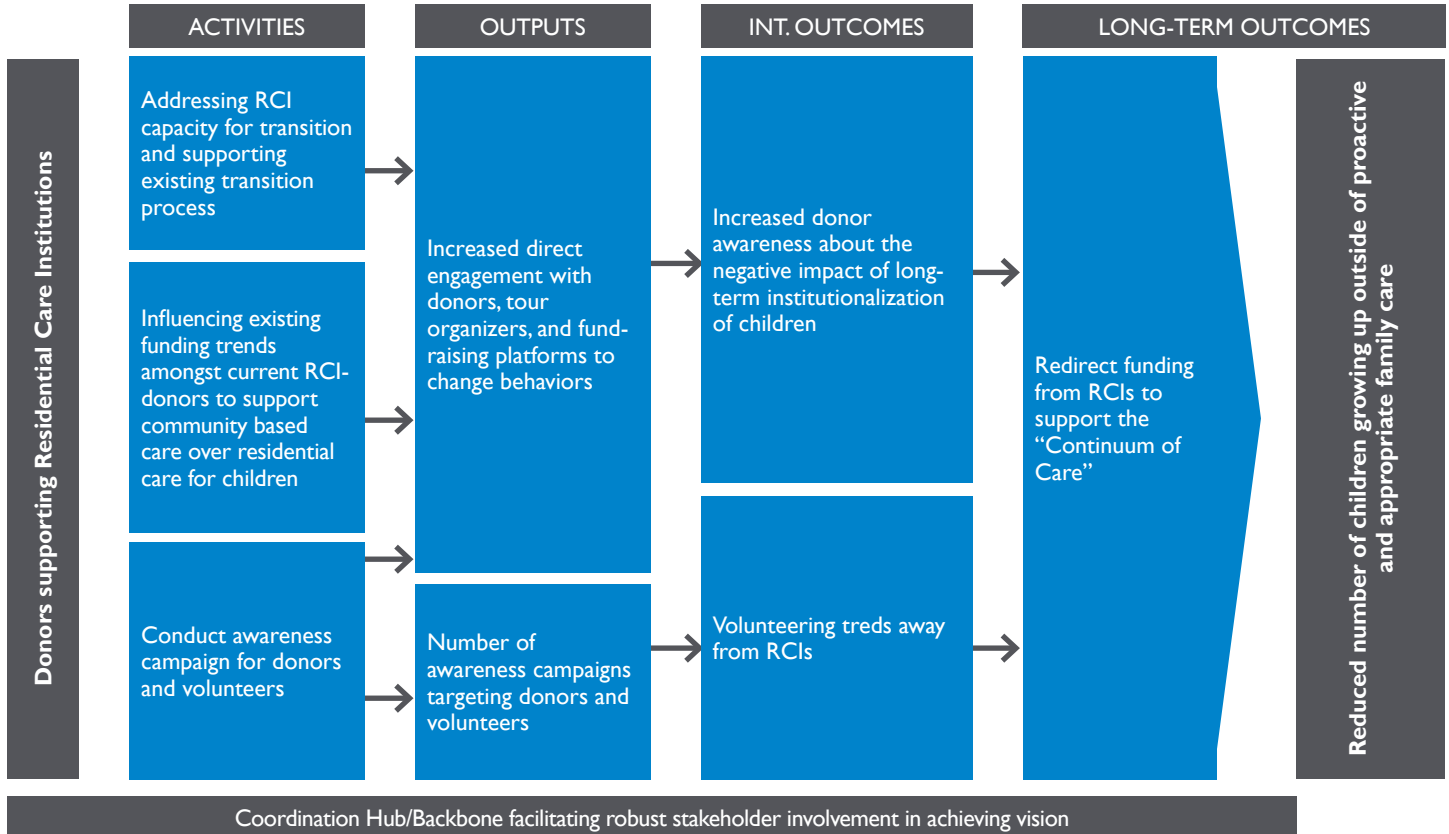 ACTIVITIES
OUTPUTS
INT. OUTCOMES
LONG-TERM OUTCOMES
Donors supporting Residential Care Institutions
Addressing RCI
capacity for transition
and supporting
existing transition
process
Influencing existing
funding trends
amongst current RCI-
donors to support
community based
care over residential
care for children
Conduct awareness
campaign for donors
and volunteers
Increased direct
engagement with
donors, tour
organizers, and fund-
raising platforms to
change behaviors
Number of
awareness campaigns
targeting donors and
volunteers
Increased donor
awareness about the
negative impact of long-
term institutionalization
of children
Volunteering treds away
from RCIs
Redirect funding
from RCIs to
support the
“Continuum of
Care”
Reduced number of children growing up outside of proactive
and appropriate family care
Coordination Hub/Backbone facilitating robust stakeholder involvement in achieving vision